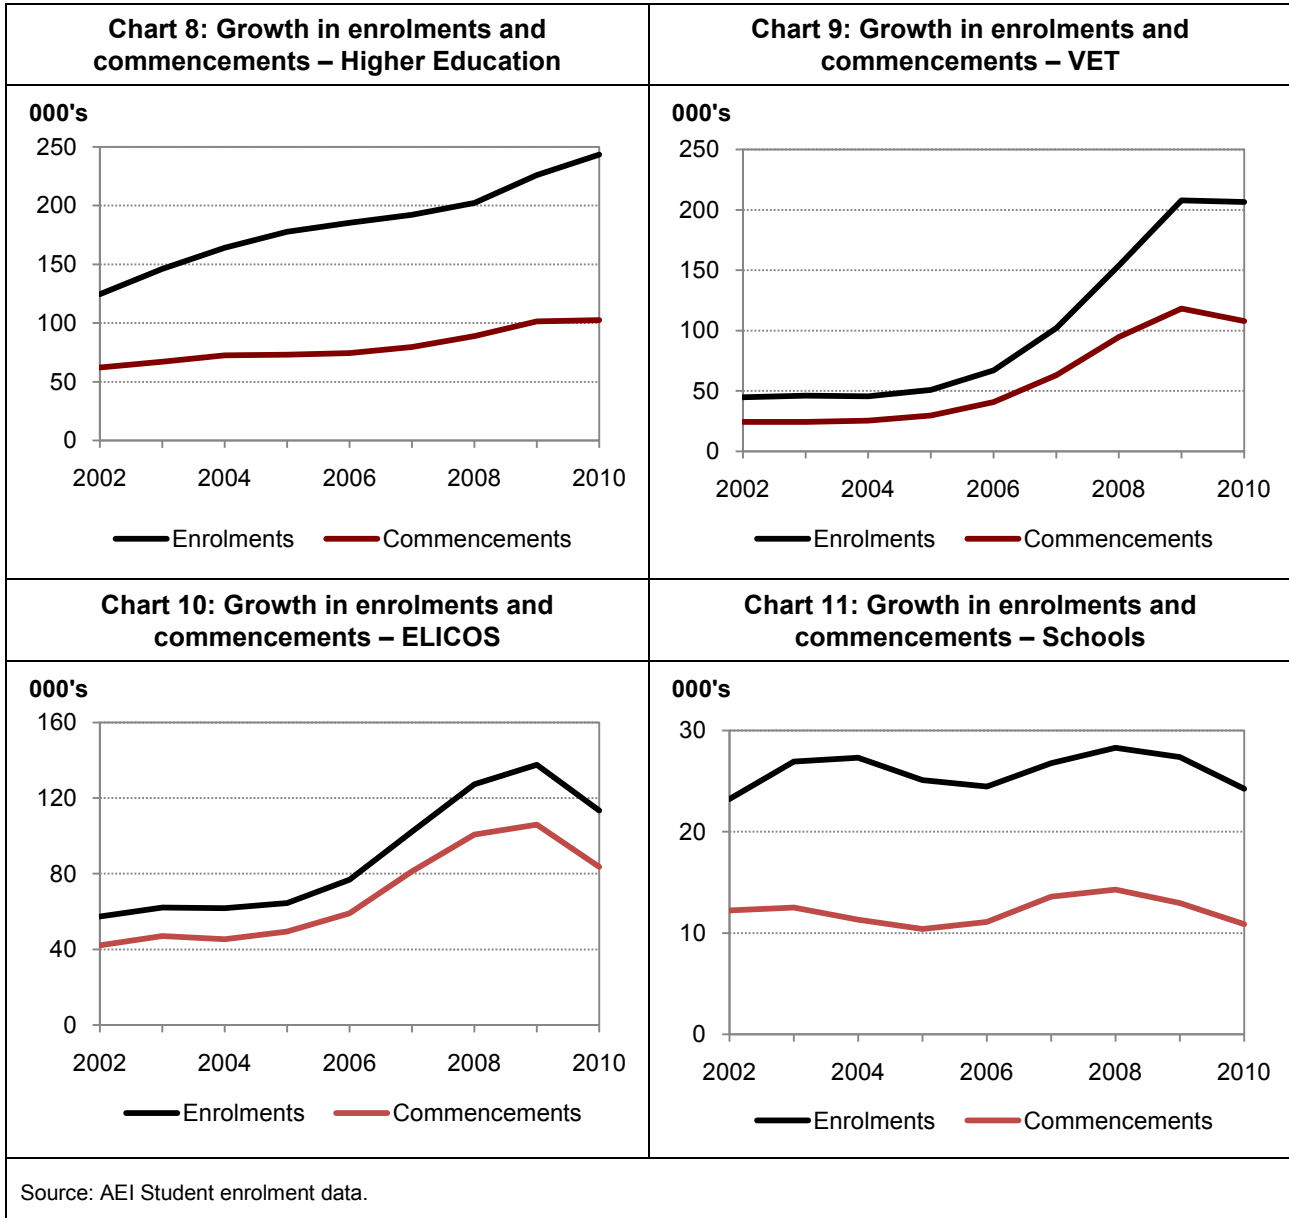 Chart 8: Growth in enrolments and
commencements – Higher Education
000's
250
200
150
100
50
0
2002 2004 2006 2008 2010
Enrolments Commencements
Chart 9: Growth in enrolments and
commencements – VET
000's
250
200
150
100
50
0
2002 2004 2006 2008 2010
Enrolments Commencements
Chart 10: Growth in enrolments and
commencements – ELICOS
000's
160
120
80
40
0
2002 2004 2006 2008 2010
Enrolments Commencements
Chart 11: Growth in enrolments and
commencements – Schools
000's
30
20
10
0
2002 2004 2006 2008 2010
Enrolments Commencements
Source: AEI Student enrolment data.